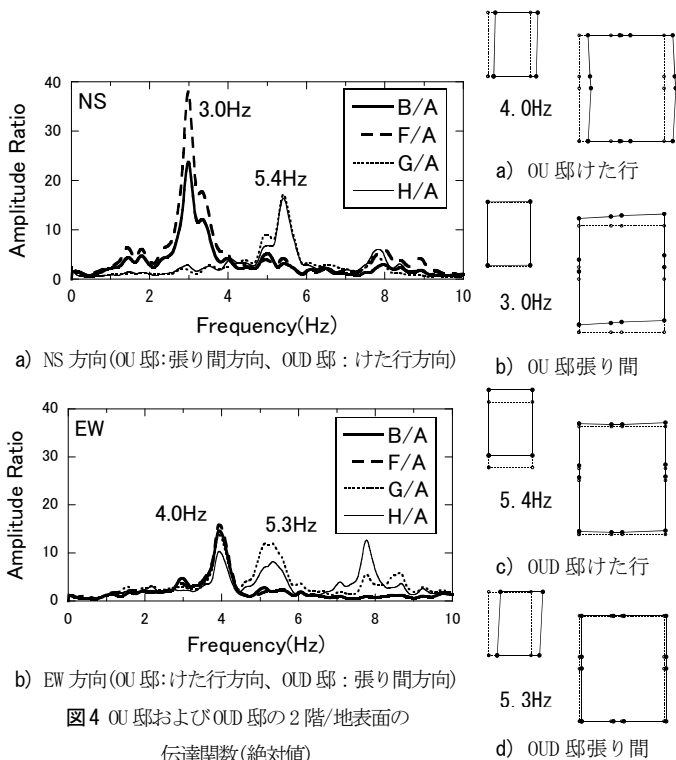 40
30
20
10
0
Amplitude Ratio
NS
3.0Hz
5.4Hz
B/A
F/A
G/A
H/A
0 2 4 6 8 10
Frequency(Hz)
a) NS 方向(OU 邸:張り間方向、OUD 邸:けた行方向)
40
30
20
10
0
Amplitude Ratio
EW
4.0Hz
5.3Hz
B/A
F/A
G/A
H/A
0 2 4 6 8 10
Frequency(Hz)
b) EW 方向(OU 邸:けた行方向、OUD 邸:張り間方向)
図4 OU 邸および OUD 邸の 2 階/地表面の
伝達関数(絶対値)
4.0Hz
a) OU 邸けた行
3.0Hz
b) OU 邸張り間
5.4Hz
c) OUD 邸けた行
5.3Hz
d) OUD 邸張り間